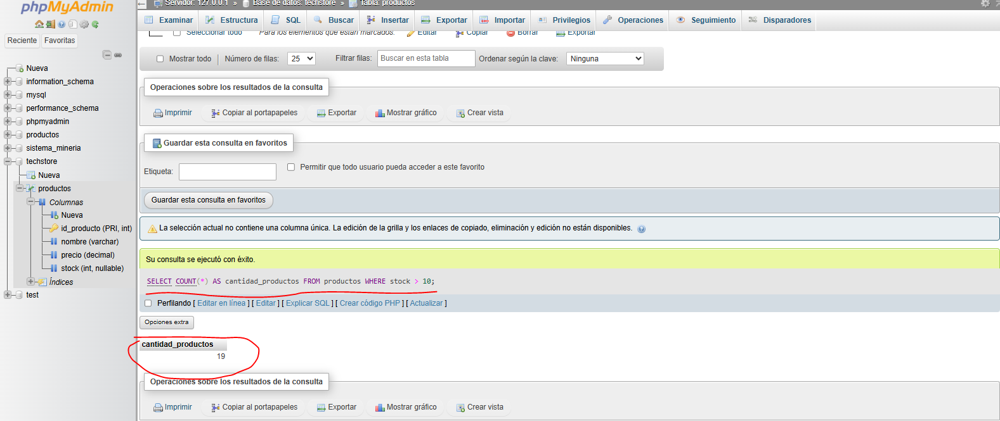 phpMyAdmin
Reciente Favoritas
Nueva
information_schema
mysql
performance_schema
phpmyadmin
productos
sistema_mineria
techstore
Nueva
productos
Columnas
Nueva
id_producto (PRI, int)
nombre (varchar)
precio (decimal)
stock (int, nullable)
Índices
test
Servidor: 127.0.0.1 » Base de datos: techstore » Tabla: productos
Examinar Estructura SQL Buscar Insertar Exportar Importar Privilegios Operaciones Seguimiento Disparadores
Seleccionar todo Para los elementos que están marcados: Editar Copiar Borrar Exportar
Mostrar todo Número de filas: 25 Filtrar filas: Buscar en esta tabla Ordenar según la clave: Ninguna
Operaciones sobre los resultados de la consulta
Imprimir Copiar al portapapeles Exportar Mostrar gráfico Crear vista
Guardar esta consulta en favoritos
Etiqueta: Permitir que todo usuario pueda acceder a este favorito
Guardar esta consulta en favoritos
La selección actual no contiene una columna única. La edición de la grilla y los enlaces de copiado, eliminación y edición no están disponibles.
Su consulta se ejecutó con éxito.
SELECT COUNT(*) AS cantidad_productos FROM productos WHERE stock > 10;
Perfilando [ Editar en línea ] [ Editar ] [ Explicar SQL ] [ Crear código PHP ] [ Actualizar ]
Opciones extra
cantidad_productos
19
Operaciones sobre los resultados de la consulta
Imprimir Copiar al portapapeles Exportar Mostrar gráfico Crear vista